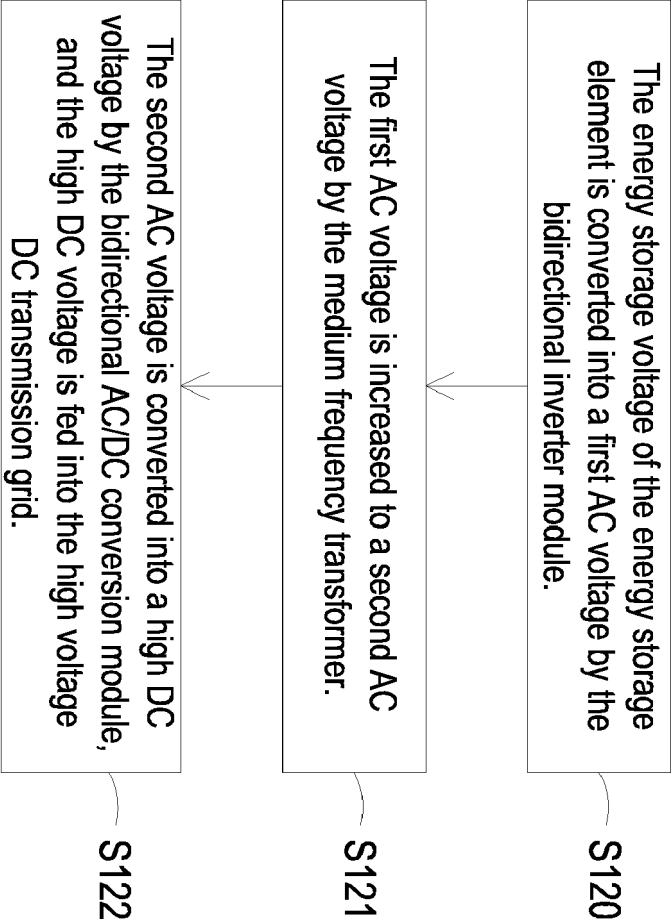 The energy storage voltage of the energy storage
element is converted into a first AC voltage by the
bidirectional inverter module.
S120
The first AC voltage is increased to a second AC
voltage by the medium frequency transformer.
S121
The second AC voltage is converted into a high DC
voltage by the bidirectional AC/DC conversion module,
and the high DC voltage is fed into the high voltage
DC transmission grid.
S122